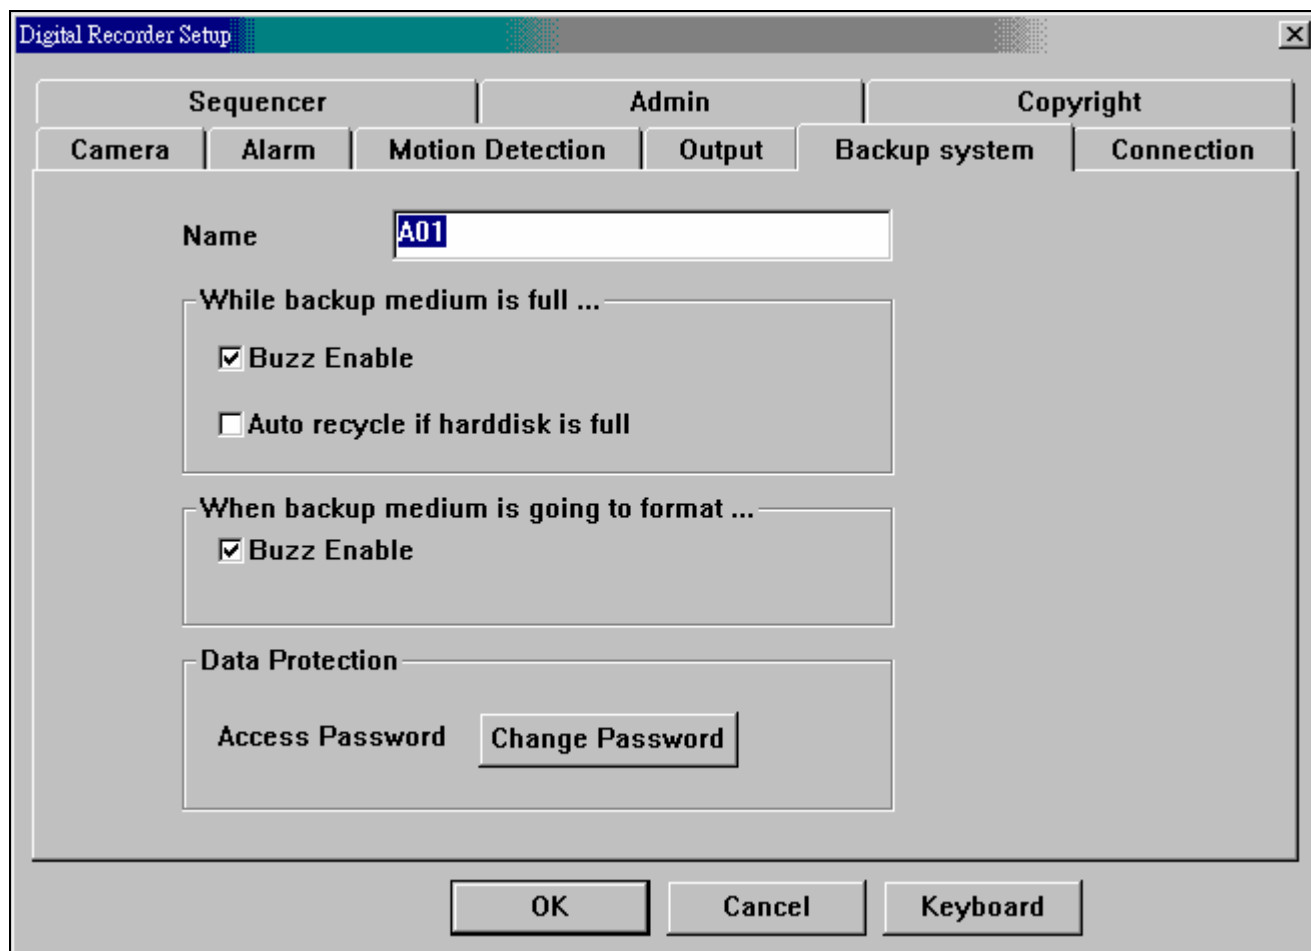 Digital Recorder Setup
Sequencer
Admin
Copyright
Camera
Alarm
Motion Detection
Output
Backup system
Connection
Name
A01
While backup medium is full ...
Buzz Enable
Auto recycle if harddisk is full
When backup medium is going to format ...
Buzz Enable
Data Protection
Access Password
Change Password
OK
Cancel
Keyboard